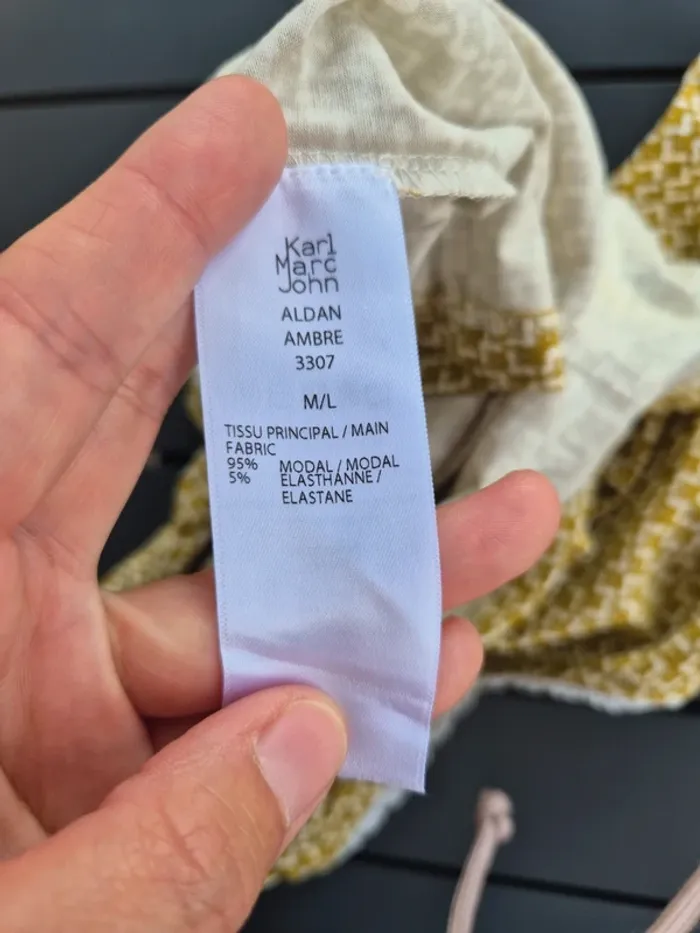 Karl
Marc
John
ALDAN
AMBRE
3307
M/L
TISSU PRINCIPAL / MAIN
FABRIC
95% MODAL / MODAL
5% ELASTHANNE /
ELASTANE